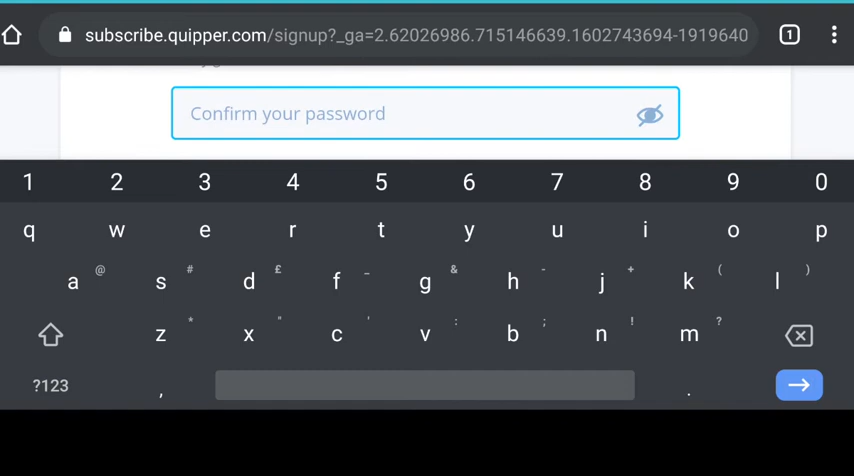 subscribe.quipper.com/signup?_ga=2.62026986.715146639.1602743694-1919640
1
Confirm your password
1 2 3 4 5 6 7 8 9 0
q w e r t y u i o p
a @ s # d £ f _ g & h - j + k ( l )
z * x " c ' v : b ; n ! m ?
?123 , .